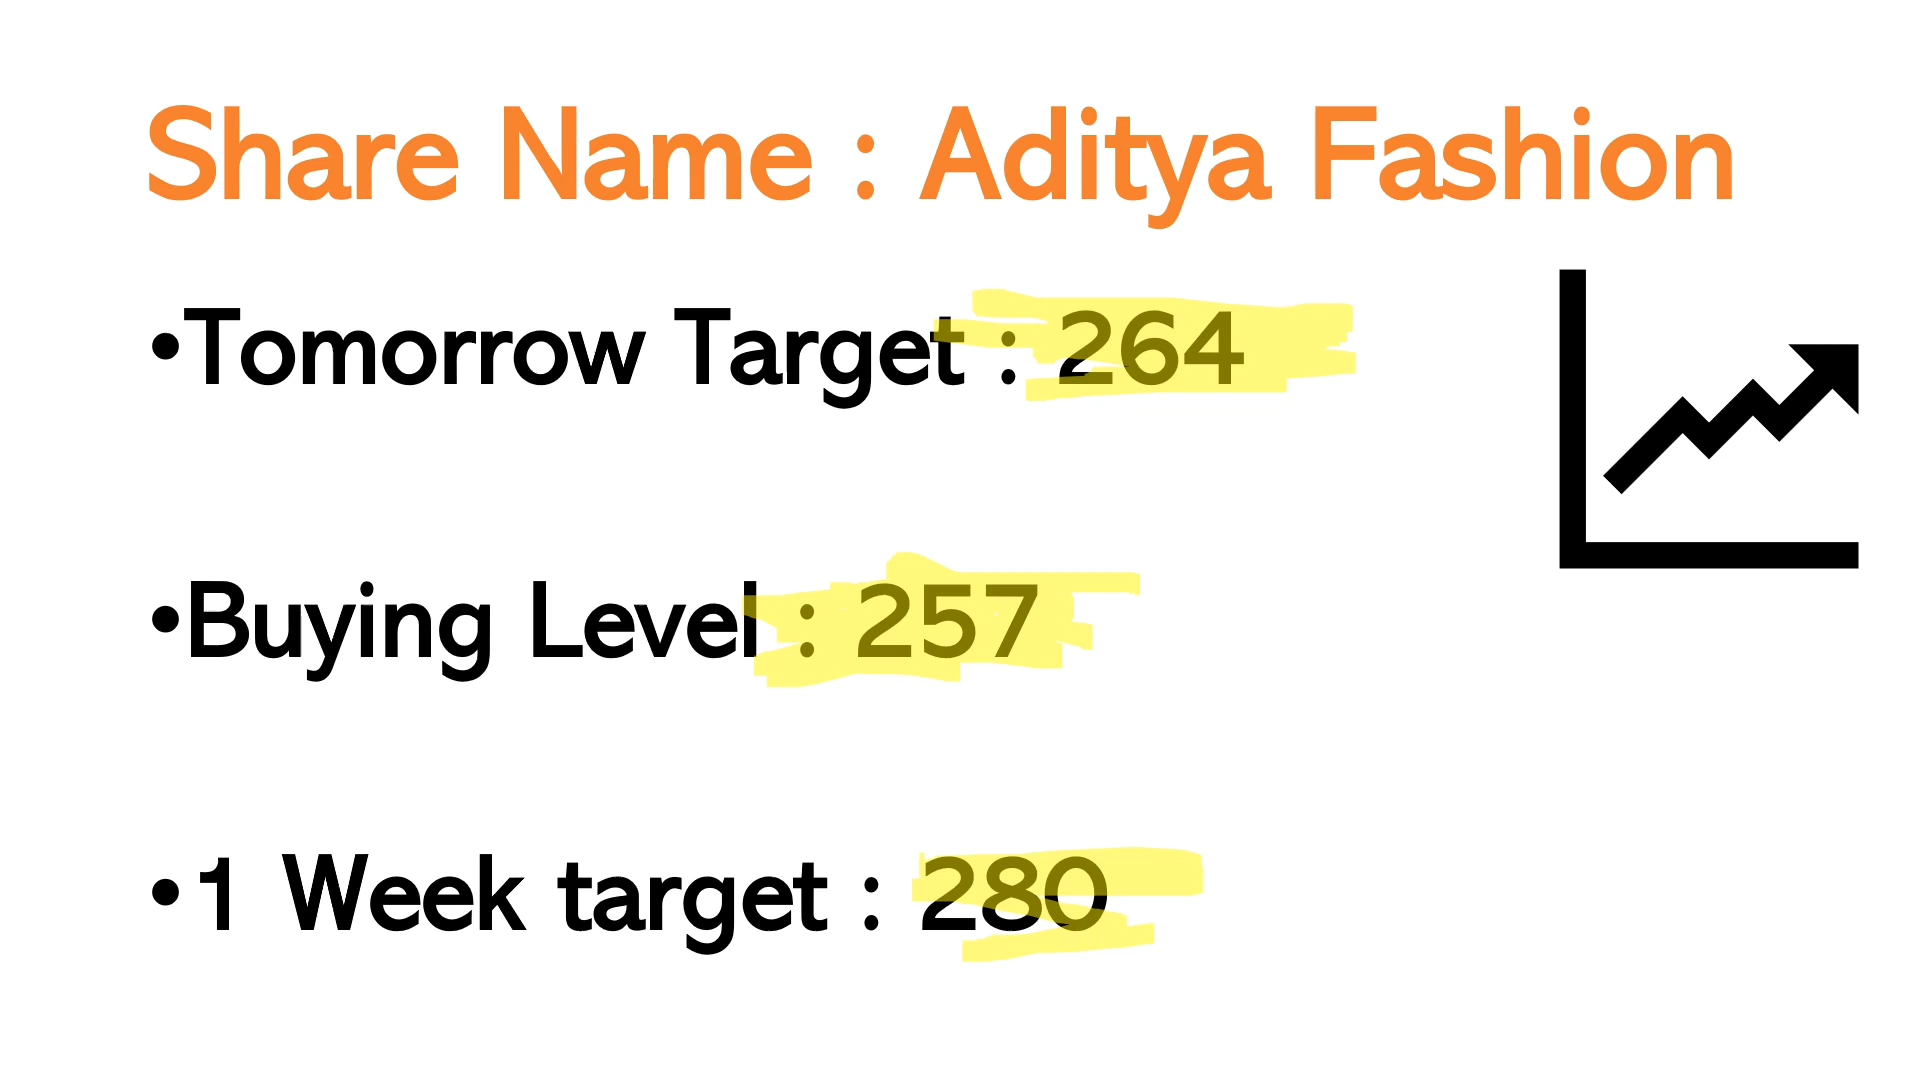 Share Name : Aditya Fashion
•Tomorrow Target : 264
•Buying Level : 257
•1 Week target : 280